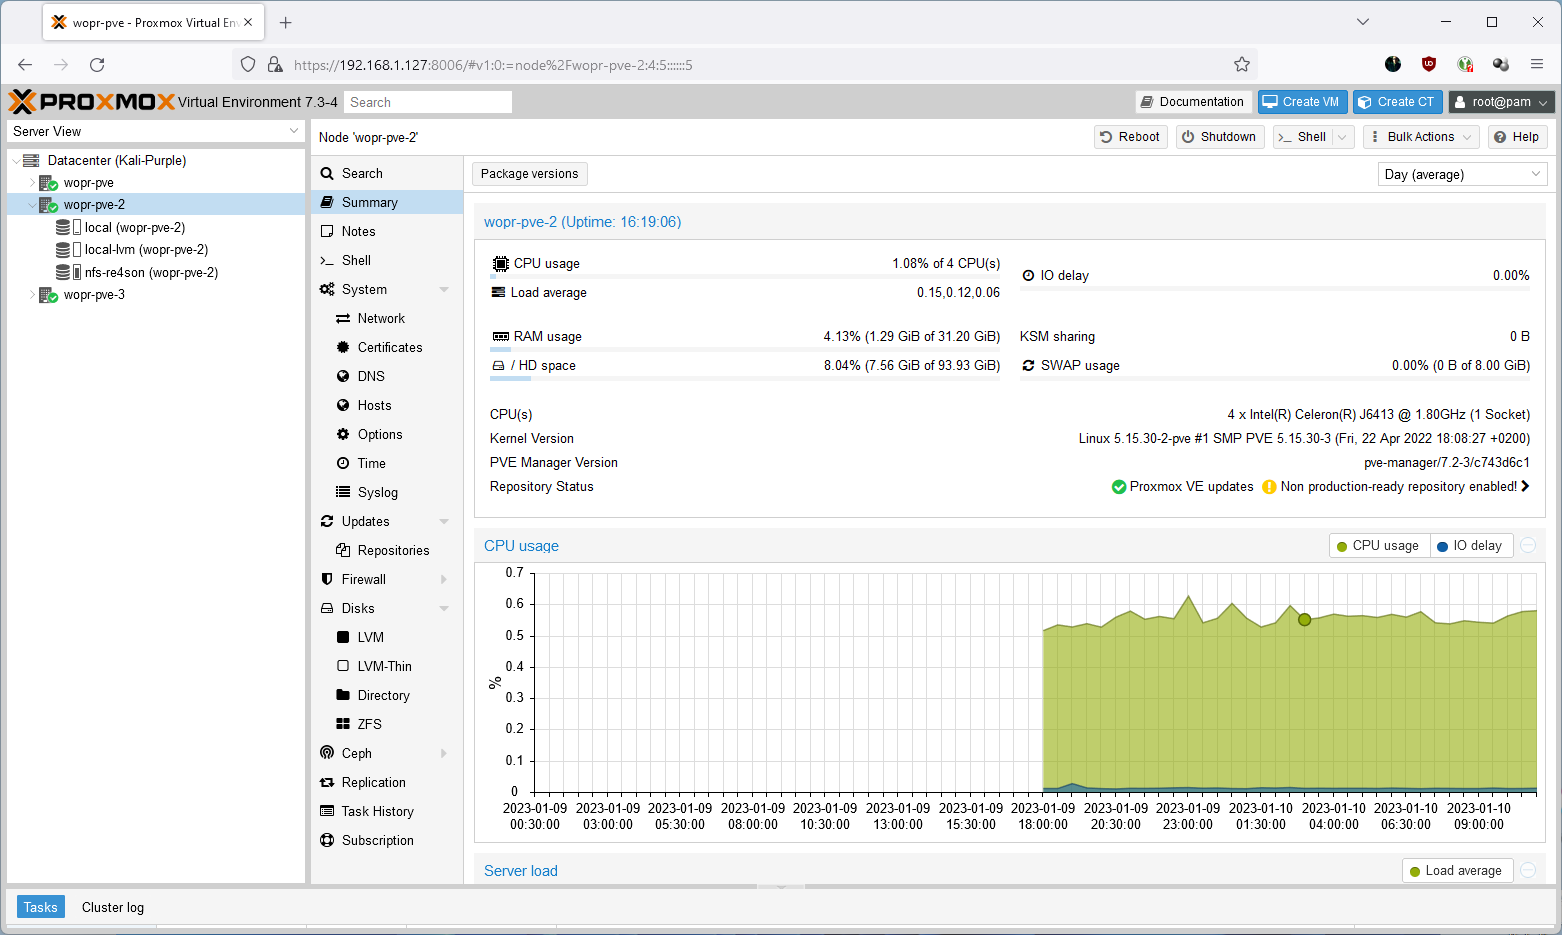 wopr-pve - Proxmox Virtual En
https://192.168.1.127:8006/#v1:0:=node%2Fwopr-pve-2:4:5::::::5
PROXMOX Virtual Environment 7.3-4 Search Documentation Create VM Create CT root@pam
Server View
Datacenter (Kali-Purple)
wopr-pve
wopr-pve-2
local (wopr-pve-2)
local-lvm (wopr-pve-2)
nfs-re4son (wopr-pve-2)
wopr-pve-3
Node 'wopr-pve-2' Reboot Shutdown Shell Bulk Actions Help
Search
Summary
Notes
Shell
System
Network
Certificates
DNS
Hosts
Options
Time
Syslog
Updates
Repositories
Firewall
Disks
LVM
LVM-Thin
Directory
ZFS
Ceph
Replication
Task History
Subscription
Package versions Day (average)
wopr-pve-2 (Uptime: 16:19:06)
CPU usage 1.08% of 4 CPU(s)
IO delay 0.00%
Load average 0.15,0.12,0.06
RAM usage 4.13% (1.29 GiB of 31.20 GiB)
KSM sharing 0 B
/ HD space 8.04% (7.56 GiB of 93.93 GiB)
SWAP usage 0.00% (0 B of 8.00 GiB)
CPU(s) 4 x Intel(R) Celeron(R) J6413 @ 1.80GHz (1 Socket)
Kernel Version Linux 5.15.30-2-pve #1 SMP PVE 5.15.30-3 (Fri, 22 Apr 2022 18:08:27 +0200)
PVE Manager Version pve-manager/7.2-3/c743d6c1
Repository Status Proxmox VE updates Non production-ready repository enabled!
CPU usage CPU usage IO delay
0.7
0.6
0.5
0.4
0.3
0.2
0.1
0
%
2023-01-09 2023-01-09 2023-01-09 2023-01-09 2023-01-09 2023-01-09 2023-01-09 2023-01-09 2023-01-09 2023-01-09 2023-01-10 2023-01-10 2023-01-10 2023-01-10
00:30:00 03:00:00 05:30:00 08:00:00 10:30:00 13:00:00 15:30:00 18:00:00 20:30:00 23:00:00 01:30:00 04:00:00 06:30:00 09:00:00
Server load Load average
Tasks Cluster log